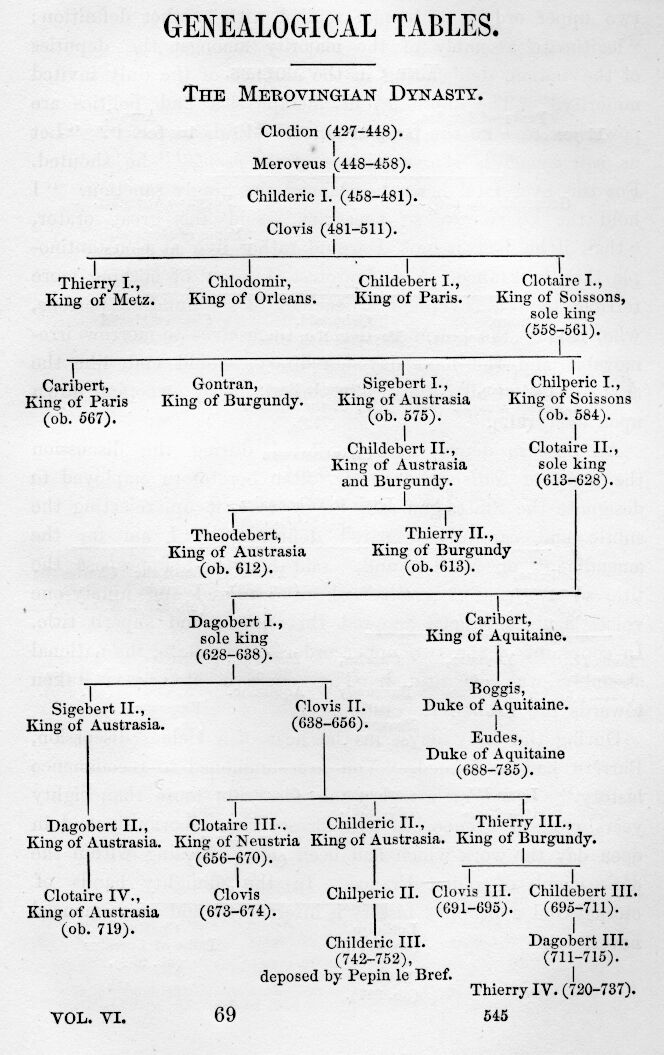 GENEALOGICAL TABLES.
THE MEROVINGIAN DYNASTY.
Clodion (427-448).
Meroveus (448-458).
Childeric I. (458-481).
Clovis (481-511).
Thierry I.,
King of Metz.
Chlodomir,
King of Orleans.
Childebert I.,
King of Paris.
Clotaire I.,
King of Soissons,
sole king
(558-561).
Caribert,
King of Paris
(ob. 567).
Gontran,
King of Burgundy.
Sigebert I.,
King of Austrasia
(ob. 575).
Chilperic I.,
King of Soissons
(ob. 584).
Childebert II.,
King of Austrasia
and Burgundy.
Clotaire II.,
sole king
(613-628).
Theodebert,
King of Austrasia
(ob. 612).
Thierry II.,
King of Burgundy
(ob. 613).
Dagobert I.,
sole king
(628-638).
Caribert,
King of Aquitaine.
Sigebert II.,
King of Austrasia.
Clovis II.
(638-656).
Boggis,
Duke of Aquitaine.
Eudes,
Duke of Aquitaine
(688-735).
Dagobert II.,
King of Austrasia.
Clotaire III..
King of Neustria
(656-670).
Childeric II.,
King of Austrasia.
Thierry III.,
King of Burgundy.
Clotaire IV.,
King of Austrasia
(ob. 719).
Clovis
(673-674).
Chilperic II.
Clovis III.
(691-695).
Childebert III.
(695-711).
Childeric III.
(742-752),
deposed by Pepin le Bref.
Dagobert III.
(711-715).
Thierry IV. (720-737).
VOL. VI. 69 545